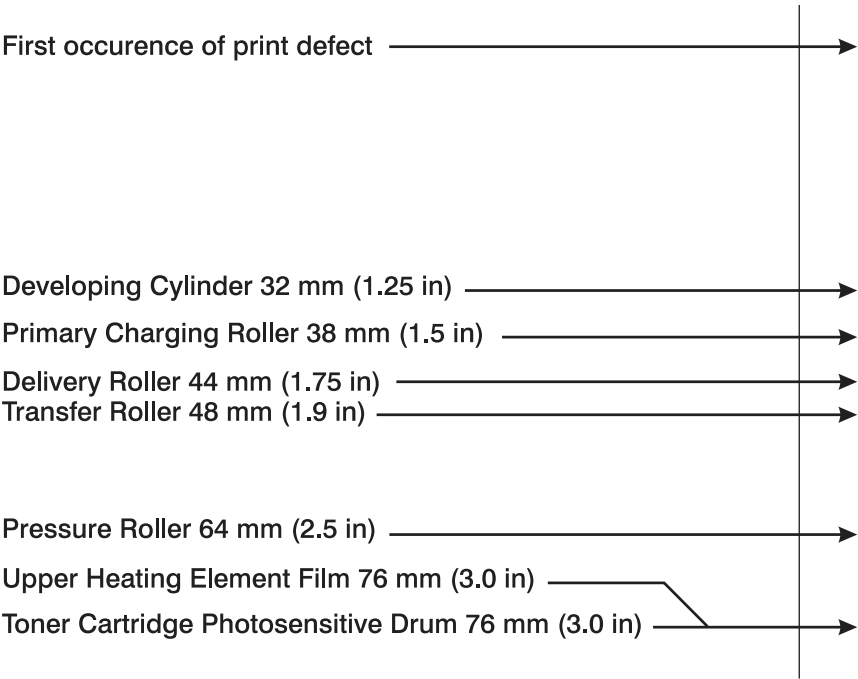 First occurence of print defect
Developing Cylinder 32 mm (1.25 in)
Primary Charging Roller 38 mm (1.5 in)
Delivery Roller 44 mm (1.75 in)
Transfer Roller 48 mm (1.9 in)
Pressure Roller 64 mm (2.5 in)
Upper Heating Element Film 76 mm (3.0 in)
Toner Cartridge Photosensitive Drum 76 mm (3.0 in)